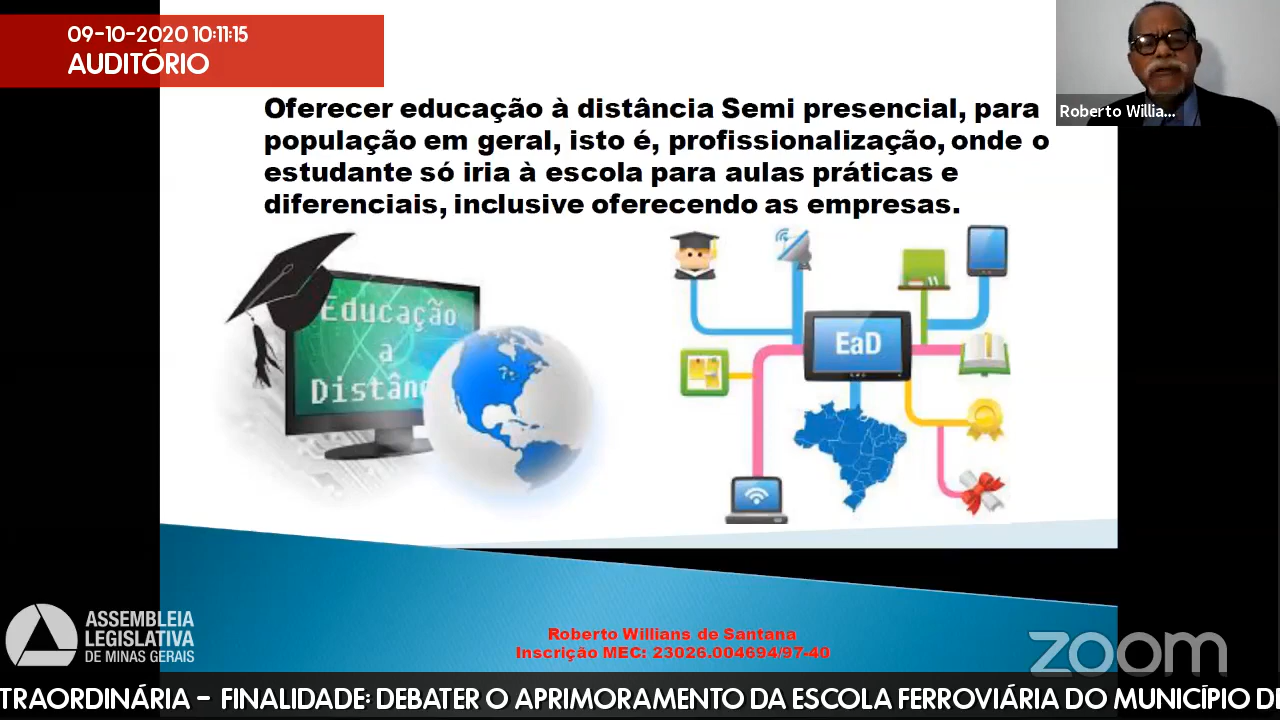 09-10-2020 10:11:15
AUDITÓRIO
Roberto Willia...
Oferecer educação à distância Semi presencial, para
população em geral, isto é, profissionalização, onde o
estudante só iria à escola para aulas práticas e
diferenciais, inclusive oferecendo as empresas.
Educação
a
Distân
EaD
ASSEMBLEIA
LEGISLATIVA
DE MINAS GERAIS
Roberto Willians de Santana
Inscrição MEC: 23026.004694/97-40
zoom
TRAORDINÁRIA - FINALIDADE: DEBATER O APRIMORAMENTO DA ESCOLA FERROVIÁRIA DO MUNICÍPIO DE